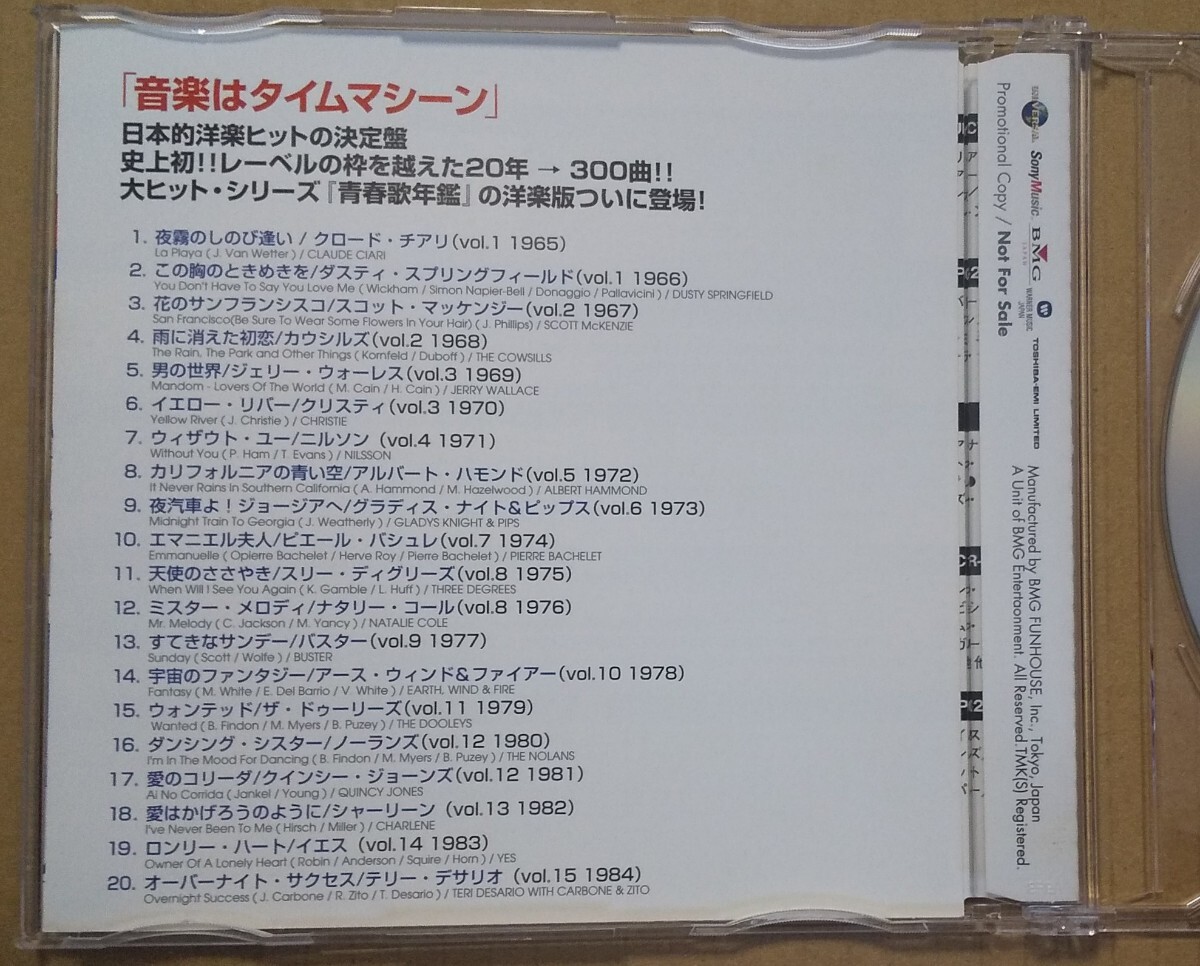 「音楽はタイムマシーン」
日本的洋楽ヒットの決定盤
史上初!!レーベルの枠を越えた20年 → 300曲!!
大ヒット・シリーズ『青春歌年鑑』の洋楽版ついに登場!
1. 夜霧のしのび逢い / クロード・チアリ(vol.1 1965)
La Playa ( J. Van Wetter ) / CLAUDE CIARI
2. この胸のときめきを/ダスティ・スプリングフィールド(vol.1 1966)
You Don't Have To Say You Love Me ( Wickham / Simon Napier-Bell / Donaggio / Pallavicini ) / DUSTY SPRINGFIELD
3. 花のサンフランシスコ/スコット・マッケンジー(vol.2 1967)
San Francisco(Be Sure To Wear Some Flowers In Your Hair) ( J. Phillips) / SCOTT McKENZIE
4. 雨に消えた初恋/カウシルズ(vol.2 1968)
The Rain, The Park and Other Things ( Kornfeld / Duboff ) / THE COWSILLS
5. 男の世界/ジェリー・ウォーレス(vol.3 1969)
Mandom - Lovers Of The World ( M. Cain / H. Cain ) / JERRY WALLACE
6. イエロー・リバー/クリスティ(vol.3 1970)
Yellow River ( J. Christie ) / CHRISTIE
7. ウィザウト・ユー/ニルソン (vol.4 1971)
Without You ( P. Ham / T. Evans ) / NILSSON
8. カリフォルニアの青い空/アルバート・ハモンド(vol.5 1972)
It Never Rains In Southern California ( A. Hammond / M. Hazelwood ) / ALBERT HAMMOND
9. 夜汽車よ!ジョージアへ/グラディス・ナイト&ピップス(vol.6 1973)
Midnight Train To Georgia ( J. Weatherly ) / GLADYS KNIGHT & PIPS
10. エマニエル夫人/ピエール・バシュレ(vol.7 1974)
Emmanuelle ( Opierre Bachelet / Herve Roy / Pierre Bachelet ) / PIERRE BACHELET
11. 天使のささやき/スリー・ディグリーズ(vol.8 1975)
When Will I See You Again ( K. Gamble / L. Huff ) / THREE DEGREES
12. ミスター・メロディ/ナタリー・コール(vol.8 1976)
Mr. Melody ( C. Jackson / M. Yancy ) / NATALIE COLE
13. すてきなサンデー/バスター(vol.9 1977)
Sunday ( Scott / Wolfe ) / BUSTER
14. 宇宙のファンタジー/アース・ウィンド&ファイアー(vol.10 1978)
Fantasy ( M. White / E. Del Barrio / V. White ) / EARTH, WIND & FIRE
15. ウォンテッド/ザ・ドゥーリーズ(vol.11 1979)
Wanted ( B. Findon / M. Myers / B. Puzey ) / THE DOOLEYS
16. ダンシング・シスター/ノーランズ(vol.12 1980)
I'm In The Mood For Dancing ( B. Findon / M. Myers / B. Puzey ) / THE NOLANS
17. 愛のコリーダ/クインシー・ジョーンズ(vol.12 1981)
Ai No Corrida ( Jankel / Young ) / QUINCY JONES
18. 愛はかげろうのように/シャーリーン (vol.13 1982)
I've Never Been To Me ( Hirsch / Miller ) / CHARLENE
19. ロンリー・ハート/イエス (vol.14 1983)
Owner Of A Lonely Heart ( Robin / Anderson / Squire / Horn ) / YES
20. オーバーナイト・サクセス/テリー・デサリオ (vol.15 1984)
Overnight Success ( J. Carbone / R. Zito / T. Desario ) / TERI DESARIO WITH CARBONE & ZITO
UNIVERSAL Sony Music. BMG JAPAN WARNER MUSIC JAPAN TOSHIBA-EMI LIMITED
Promotional Copy / Not For Sale
Manufactured by BMG FUNHOUSE, Inc., Tokyo, Japan
A Unit of BMG Entertaonment. All Reserved.TMK(S) Registered.